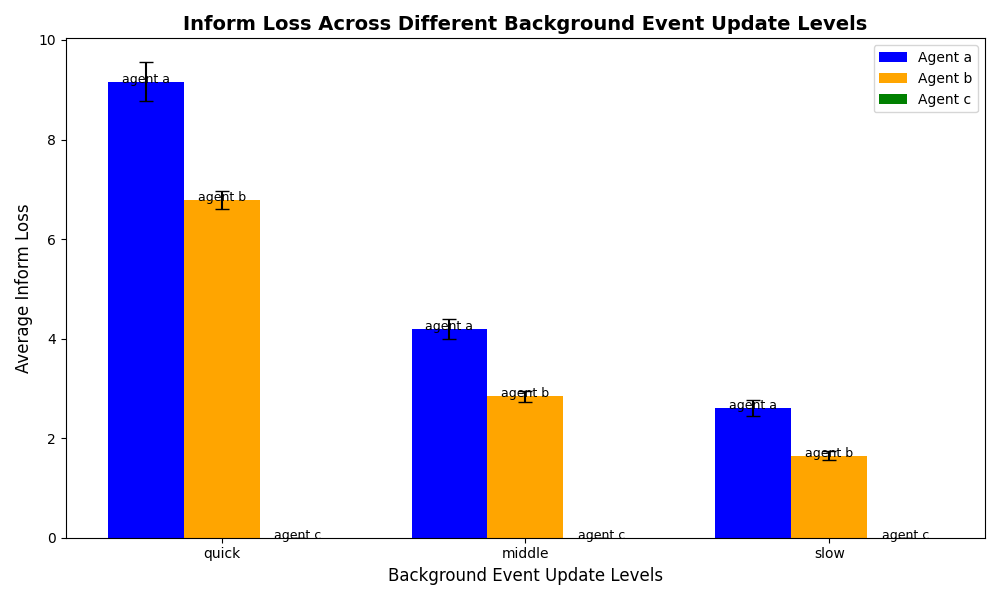 Inform Loss Across Different Background Event Update Levels
Agent a
Agent b
Agent c
Average Inform Loss
10
8
6
4
2
0
agent a
agent b
agent c
agent a
agent b
agent c
agent a
agent b
agent c
quick
middle
slow
Background Event Update Levels